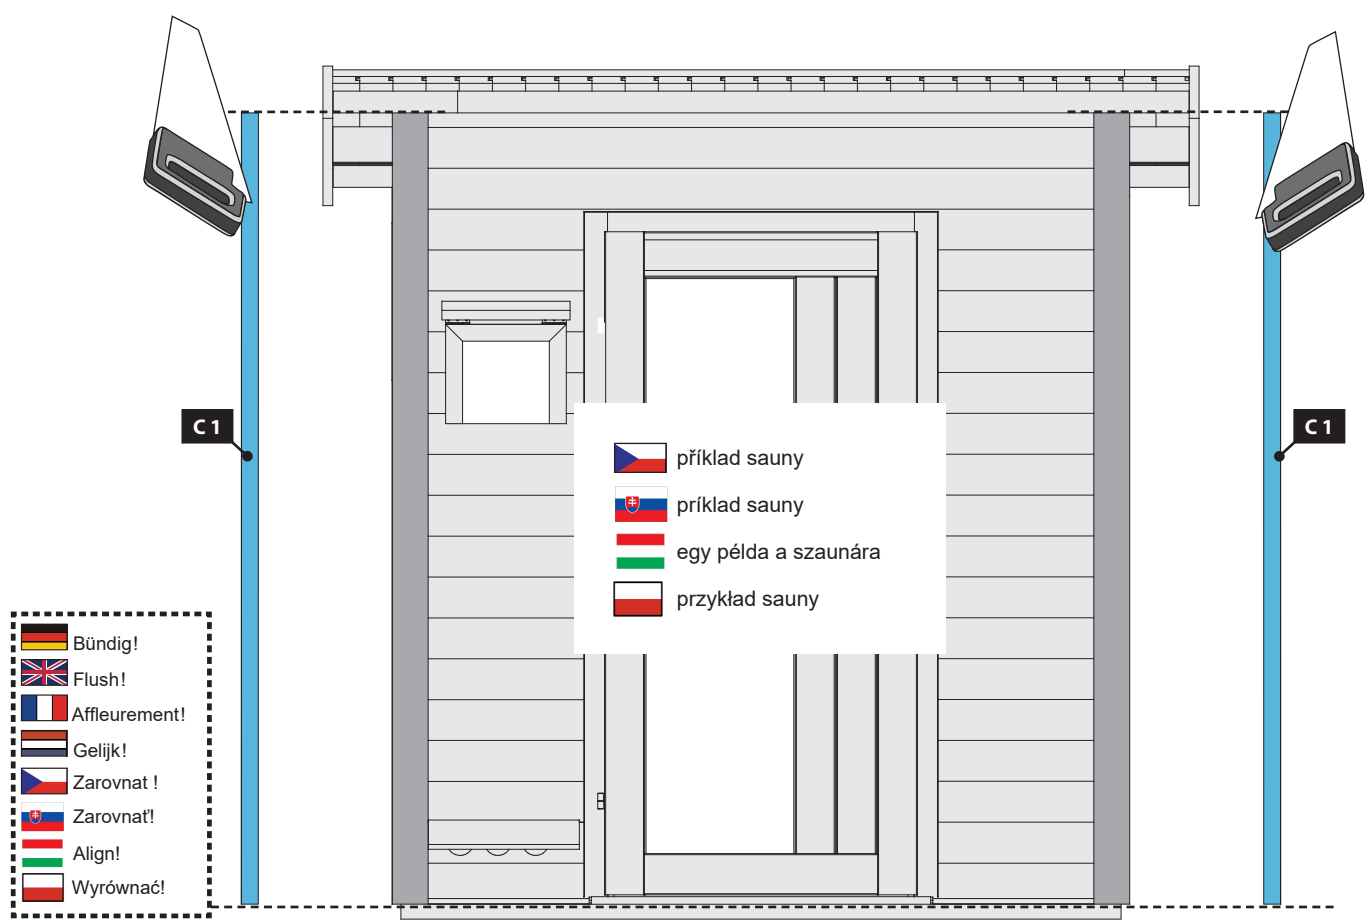 C 1
C 1
příklad sauny
príklad sauny
egy példa a szaunára
przykład sauny
Bündig!
Flush!
Affleurement!
Gelijk!
Zarovnat !
Zarovnať!
Align!
Wyrównać!